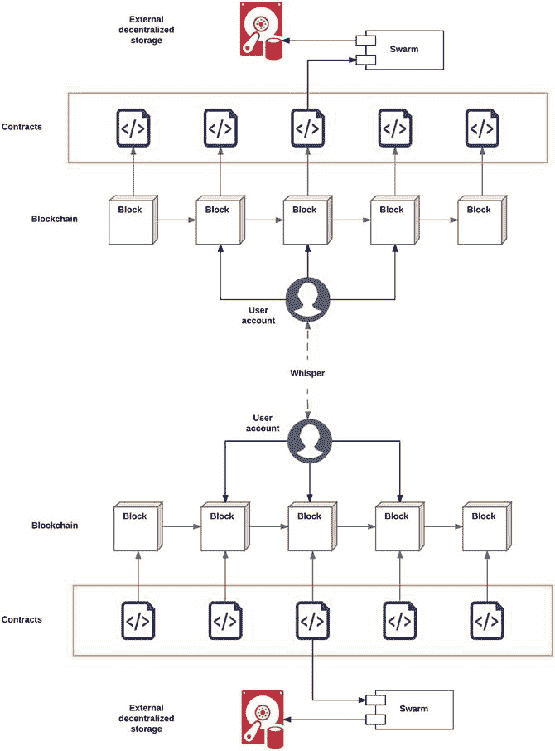 External
decentralized
storage
Swarm
Contracts
</> </> </> </> </>
Blockchain
Block Block Block Block Block
User
account
Whisper
User
account
Blockchain
Block Block Block Block Block
Contracts
</> </> </> </> </>
External
decentralized
storage
Swarm